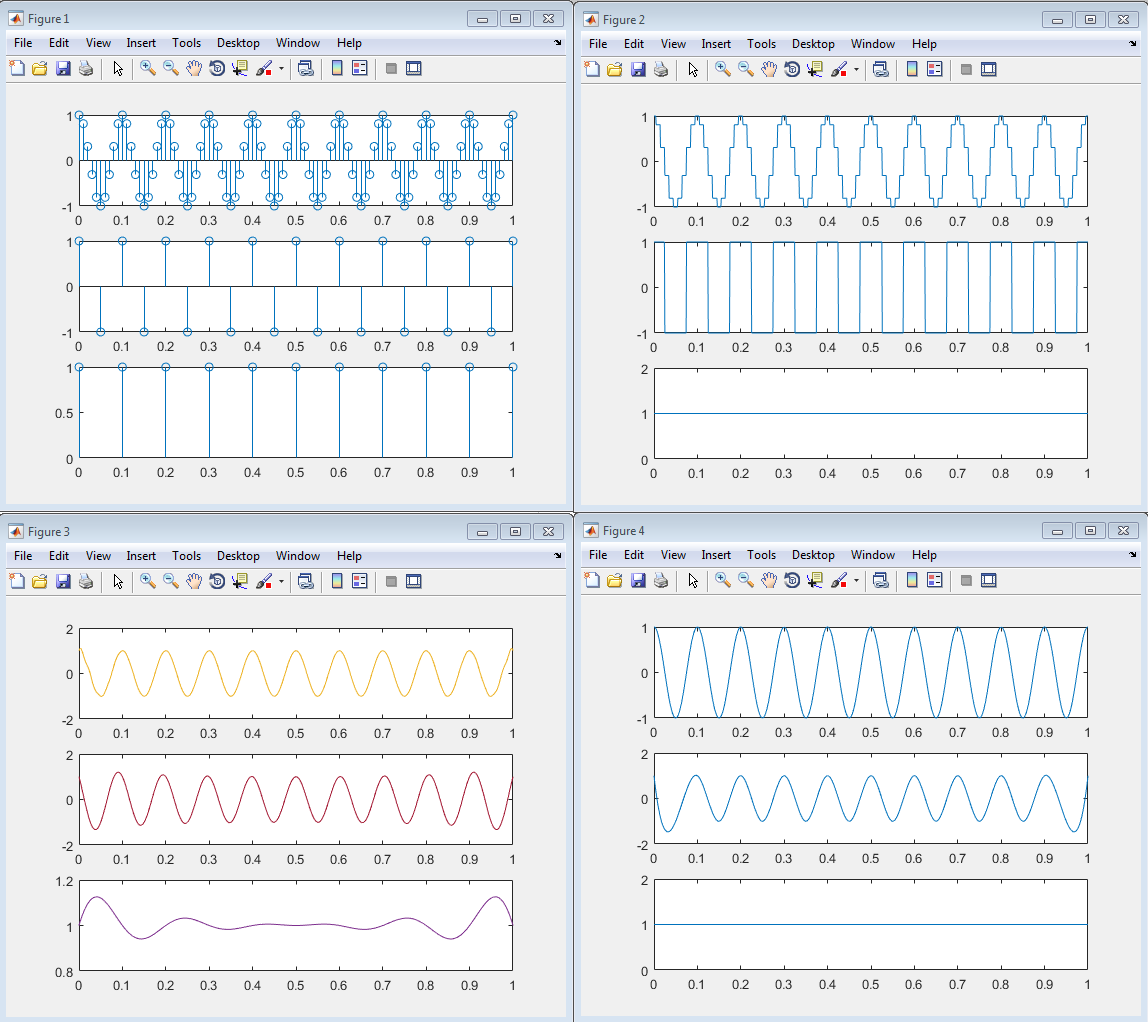 Figure 1
File Edit View Insert Tools Desktop Window Help
1
0
-1
0 0.1 0.2 0.3 0.4 0.5 0.6 0.7 0.8 0.9 1
1
0
-1
0 0.1 0.2 0.3 0.4 0.5 0.6 0.7 0.8 0.9 1
1
0.5
0
0 0.1 0.2 0.3 0.4 0.5 0.6 0.7 0.8 0.9 1
Figure 2
File Edit View Insert Tools Desktop Window Help
1
0
-1
0 0.1 0.2 0.3 0.4 0.5 0.6 0.7 0.8 0.9 1
1
0
-1
0 0.1 0.2 0.3 0.4 0.5 0.6 0.7 0.8 0.9 1
2
1
0
0 0.1 0.2 0.3 0.4 0.5 0.6 0.7 0.8 0.9 1
Figure 3
File Edit View Insert Tools Desktop Window Help
2
0
-2
0 0.1 0.2 0.3 0.4 0.5 0.6 0.7 0.8 0.9 1
2
0
-2
0 0.1 0.2 0.3 0.4 0.5 0.6 0.7 0.8 0.9 1
1.2
1
0.8
0 0.1 0.2 0.3 0.4 0.5 0.6 0.7 0.8 0.9 1
Figure 4
File Edit View Insert Tools Desktop Window Help
1
0
-1
0 0.1 0.2 0.3 0.4 0.5 0.6 0.7 0.8 0.9 1
2
0
-2
0 0.1 0.2 0.3 0.4 0.5 0.6 0.7 0.8 0.9 1
2
1
0
0 0.1 0.2 0.3 0.4 0.5 0.6 0.7 0.8 0.9 1